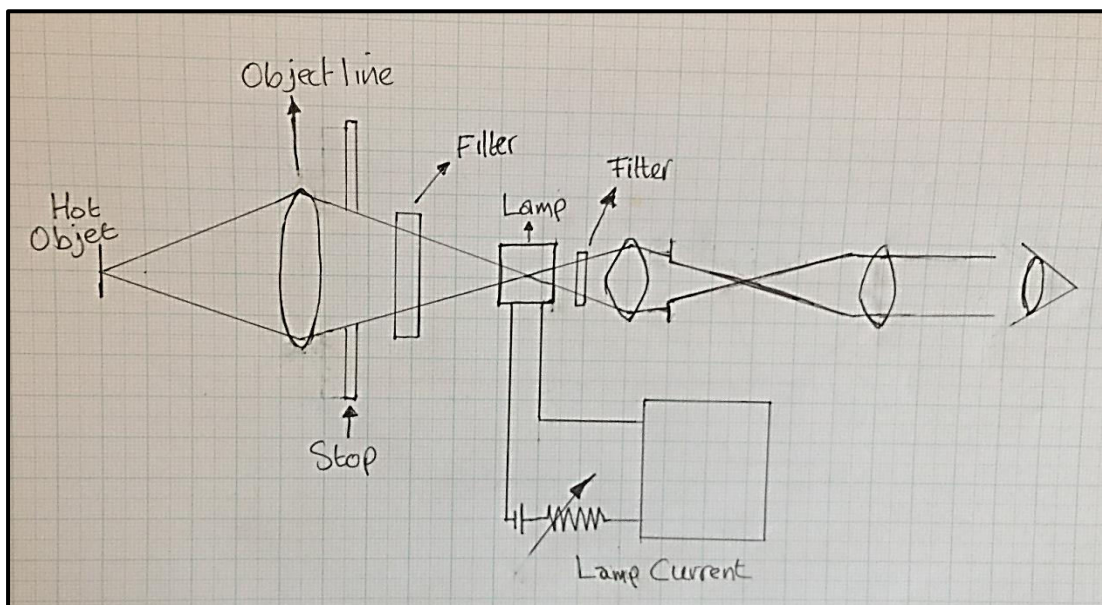 Object line
Filter
Filter
Lamp
Hot
Objet
Stop
Lamp Current